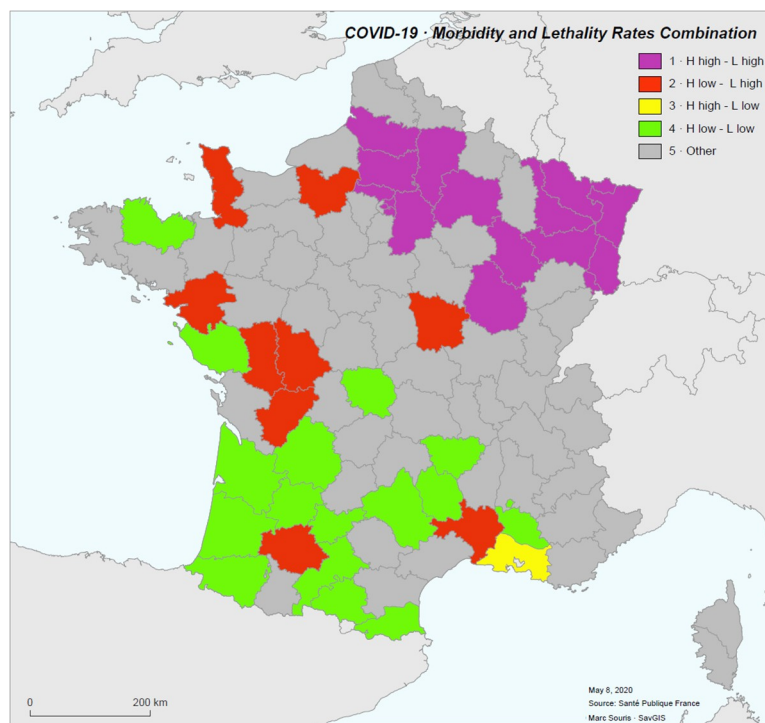 COVID-19 · Morbidity and Lethality Rates Combination
1 · H high - L high
2 · H low - L high
3 · H high - L low
4 · H low - L low
5 · Other
0 200 km
May 8, 2020
Source: Santé Publique France
Marc Souris - SavGIS